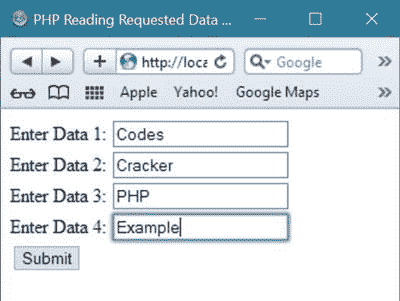 PHP Reading Requested Data ...
http://loca
Google
Apple Yahoo! Google Maps
Enter Data 1: Codes
Enter Data 2: Cracker
Enter Data 3: PHP
Enter Data 4: Example
Submit